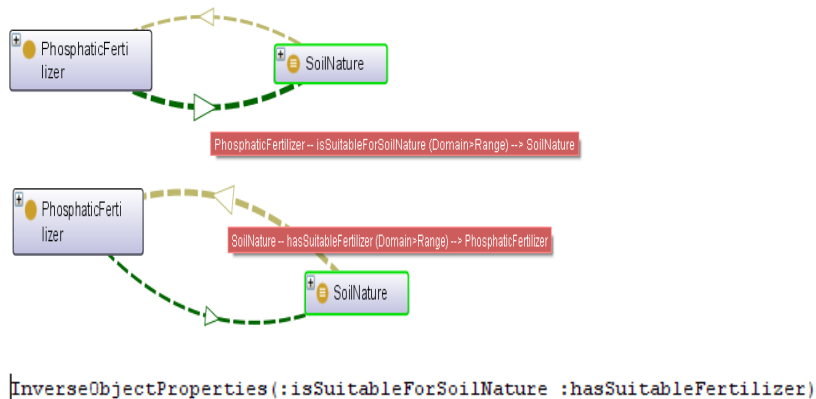 PhosphaticFerti
lizer
SoilNature
PhosphaticFertilizer -- isSuitableForSoilNature (Domain>Range) --> SoilNature
PhosphaticFerti
lizer
SoilNature -- hasSuitableFertilizer (Domain>Range) --> PhosphaticFertilizer
SoilNature
InverseObjectProperties(:isSuitableForSoilNature :hasSuitableFertilizer)